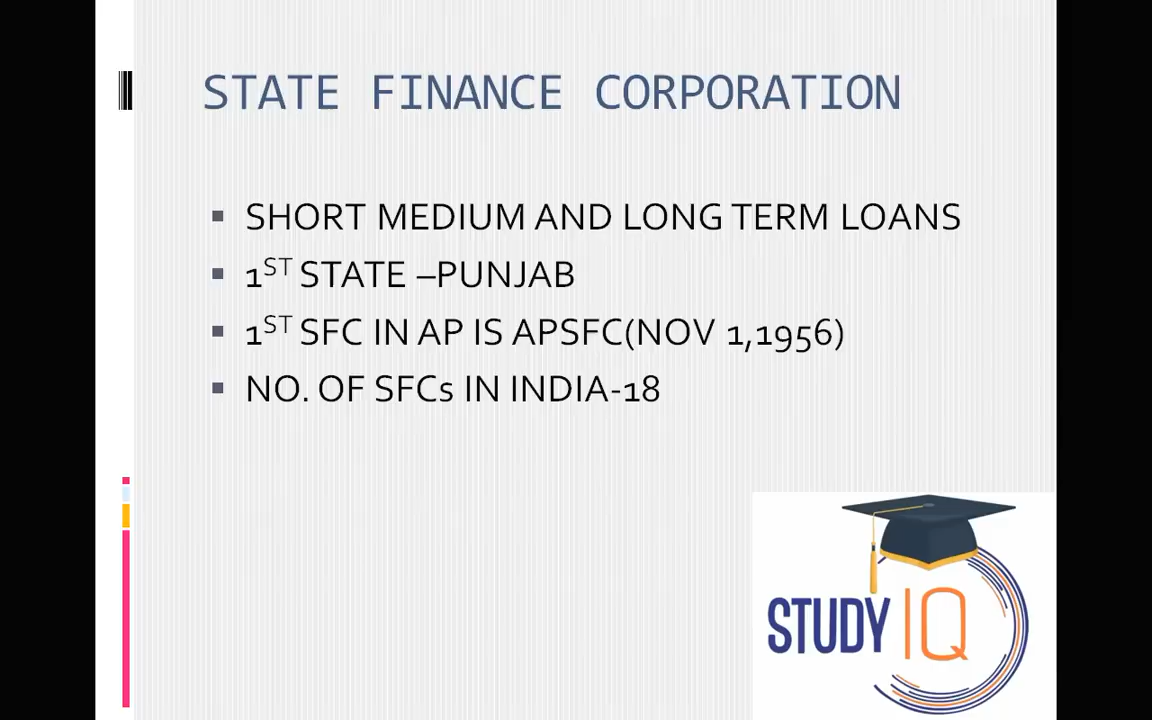 STATE FINANCE CORPORATION
▪ SHORT MEDIUM AND LONG TERM LOANS
▪ 1ST STATE –PUNJAB
▪ 1ST SFC IN AP IS APSFC(NOV 1,1956)
▪ NO. OF SFCs IN INDIA-18
STUDY IQ